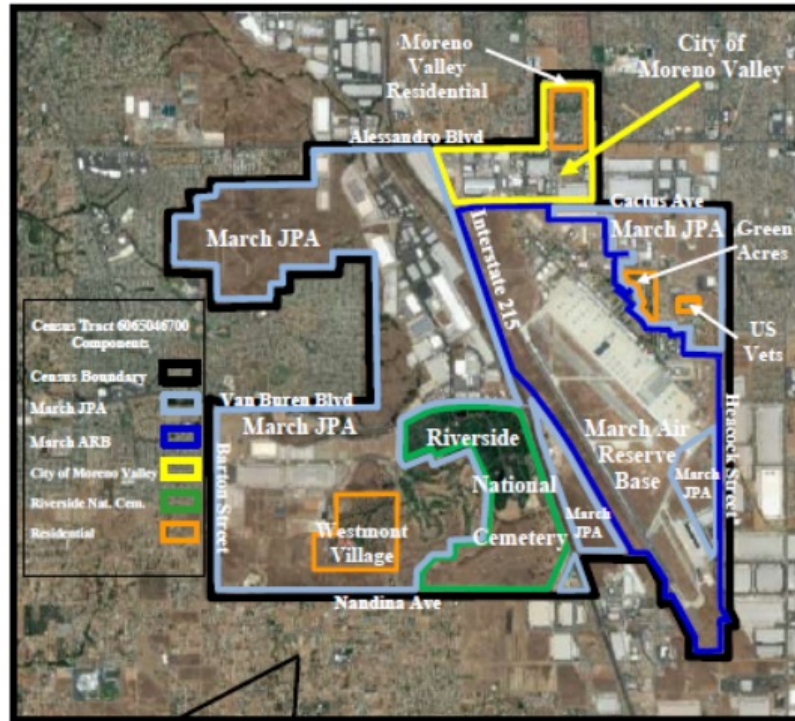 Moreno
Valley
Residential
City of
Moreno Valley
Alessandro Blvd
Cactus Ave
March JPA
March JPA
Green
Acres
Interstate 215
US
Vets
Census Tract 6065046700
Components
Census Boundary
March JPA
March ARB
City of Moreno Valley
Riverside Nat. Cem.
Residential
Van Buren Blvd
March JPA
Barton Street
Riverside
National
Cemetery
Westmont
Village
March Air
Reserve
Base
March
JPA
Heacock Street
March
JPA
Nandina Ave